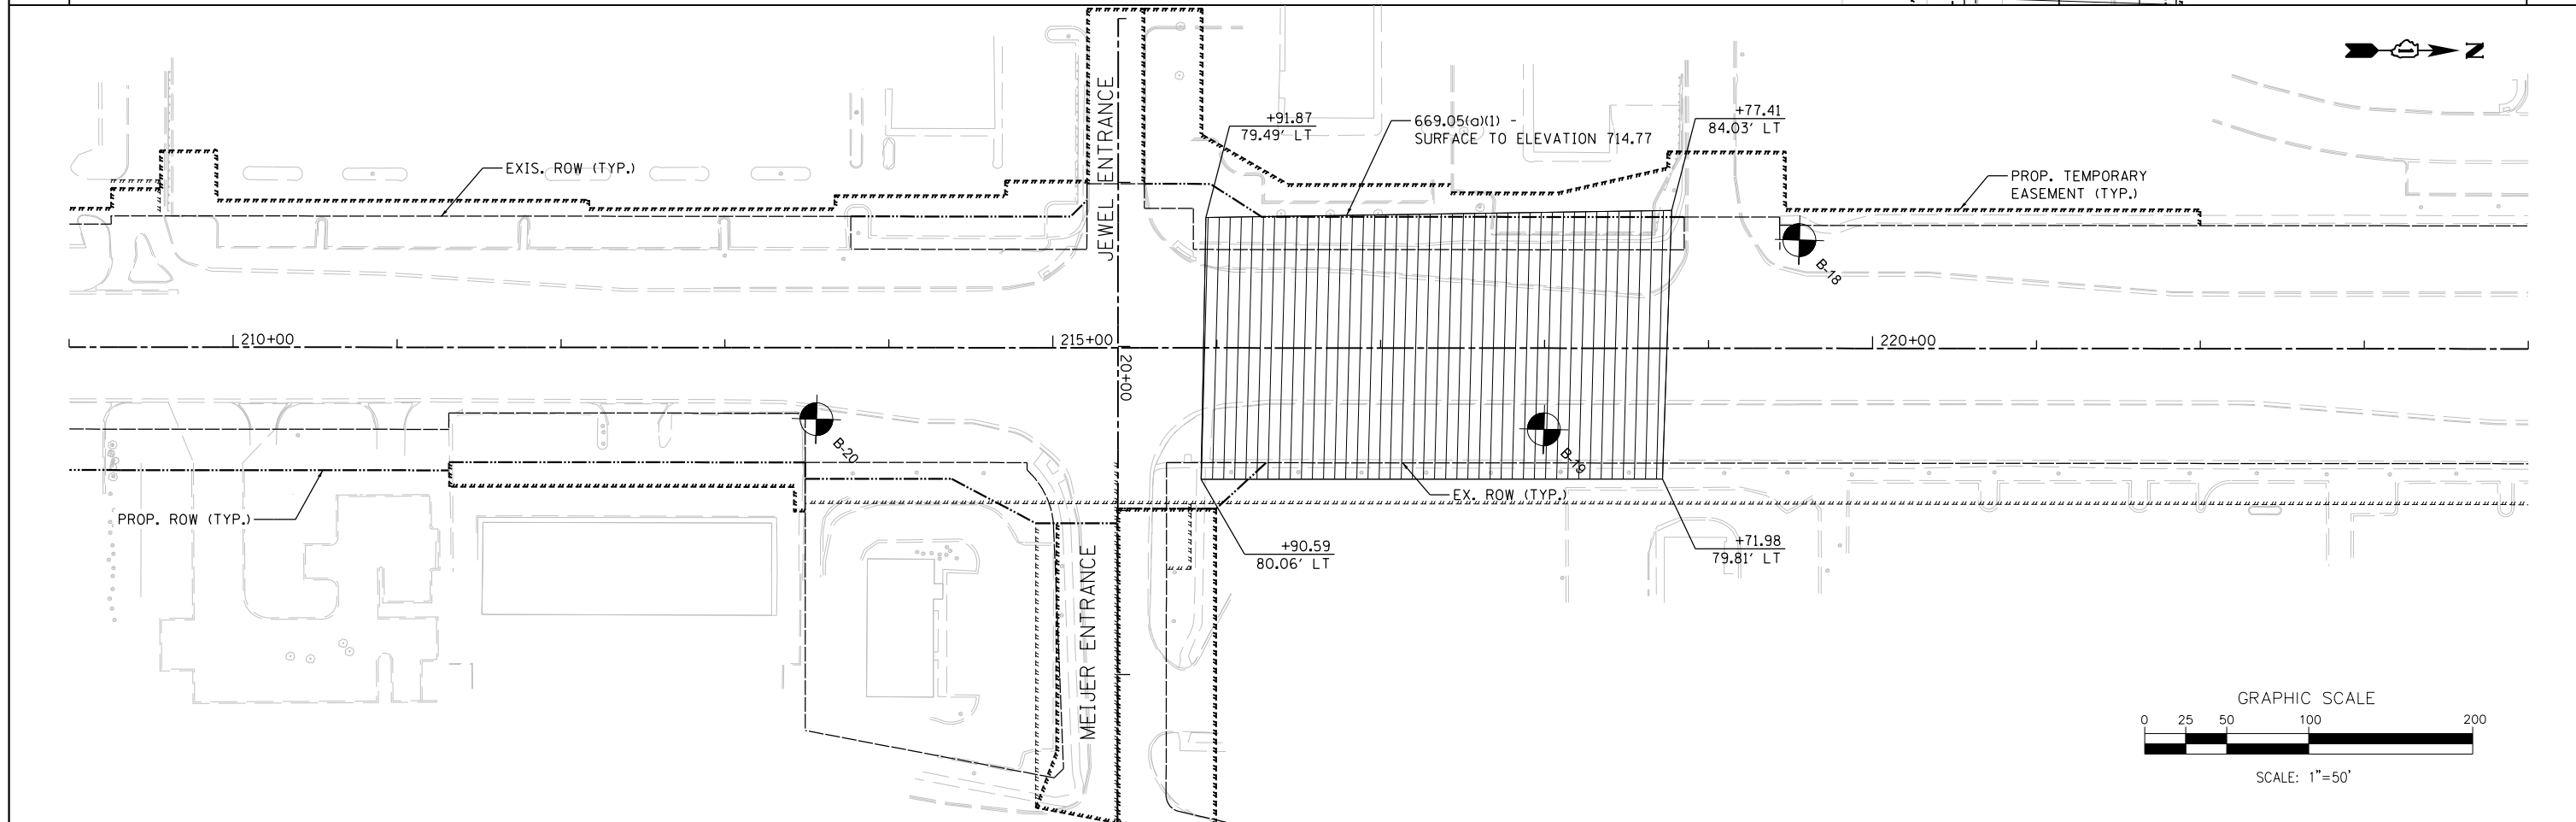 N
+91.87
79.49' LT
669.05(a)(1) -
SURFACE TO ELEVATION 714.77
+77.41
84.03' LT
EXIS. ROW (TYP.)
JEWEL ENTRANCE
PROP. TEMPORARY
EASEMENT (TYP.)
B-18
210+00
215+00
220+00
20+00
B-20
B-19
EX. ROW (TYP.)
PROP. ROW (TYP.)
+90.59
80.06' LT
+71.98
79.81' LT
MEIJER ENTRANCE
GRAPHIC SCALE
0 25 50 100 200
SCALE: 1"=50'